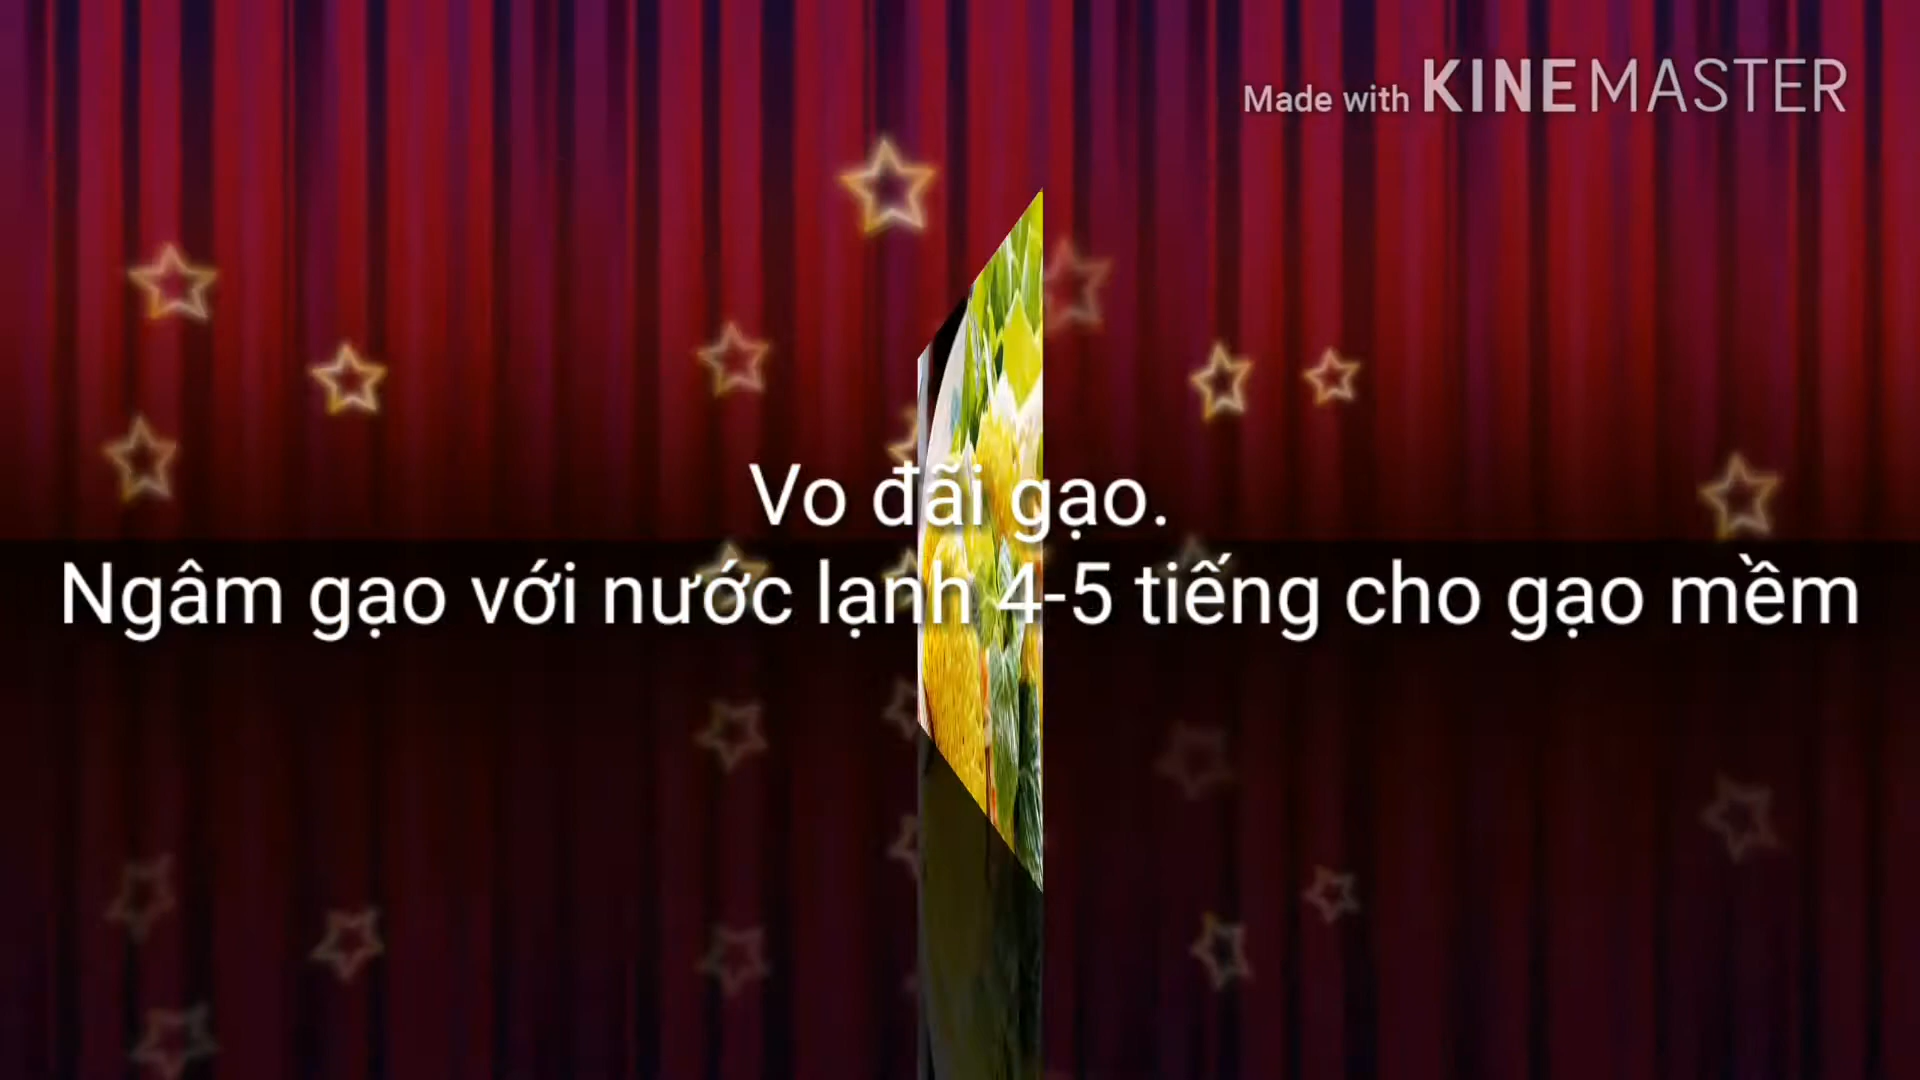 Made with KINEMASTER
Vo đãi gạo.
Ngâm gạo với nước lạnh 4-5 tiếng cho gạo mềm